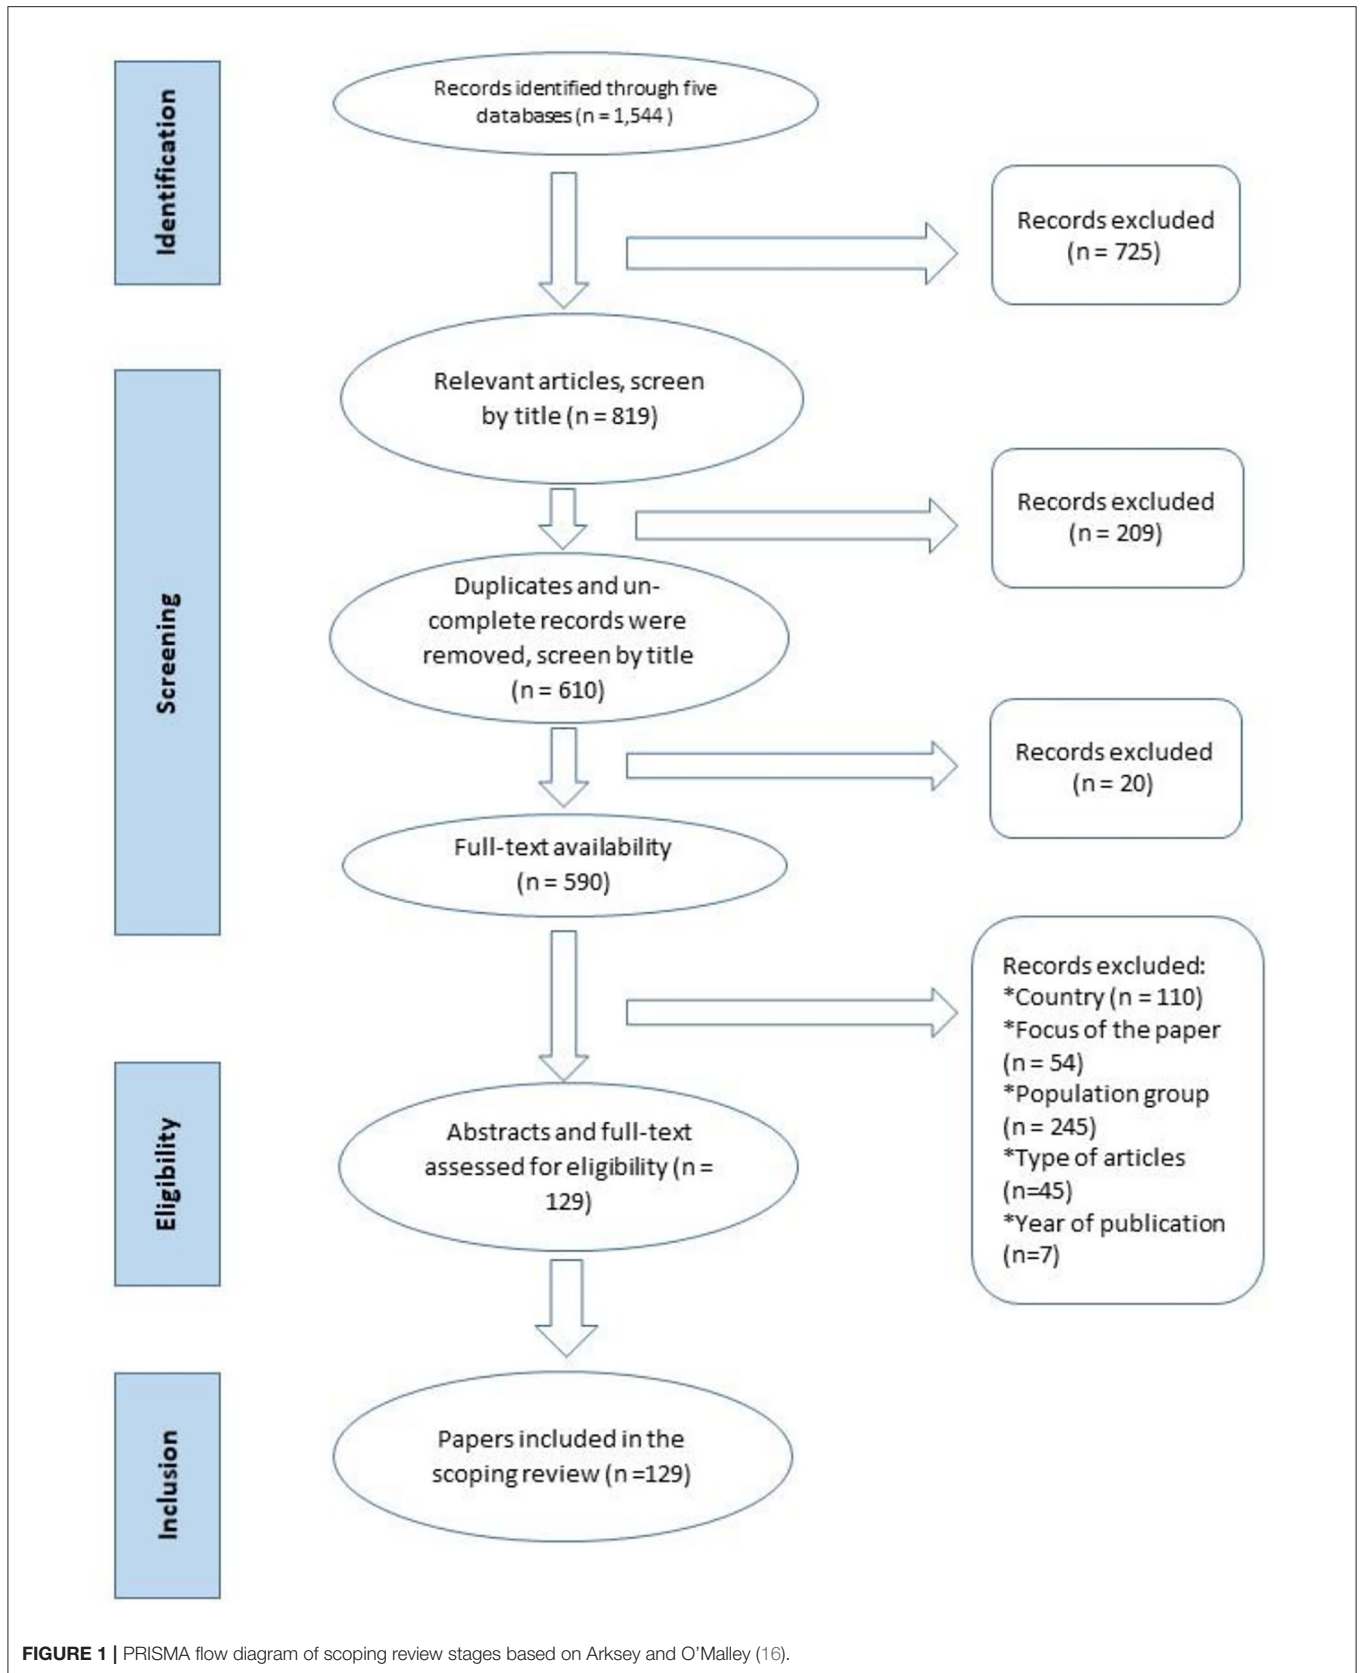 Identification
Records identified through five
databases (n = 1,544 )
Records excluded
(n = 725)
Screening
Relevant articles, screen
by title (n = 819)
Records excluded
(n = 209)
Duplicates and un-
complete records were
removed, screen by title
(n = 610)
Records excluded
(n = 20)
Full-text availability
(n = 590)
Records excluded:
*Country (n = 110)
*Focus of the paper
(n = 54)
*Population group
(n = 245)
*Type of articles
(n=45)
*Year of publication
(n=7)
Eligibility
Abstracts and full-text
assessed for eligibility (n =
129)
Inclusion
Papers included in the
scoping review (n =129)
FIGURE 1 | PRISMA flow diagram of scoping review stages based on Arksey and O’Malley (16).